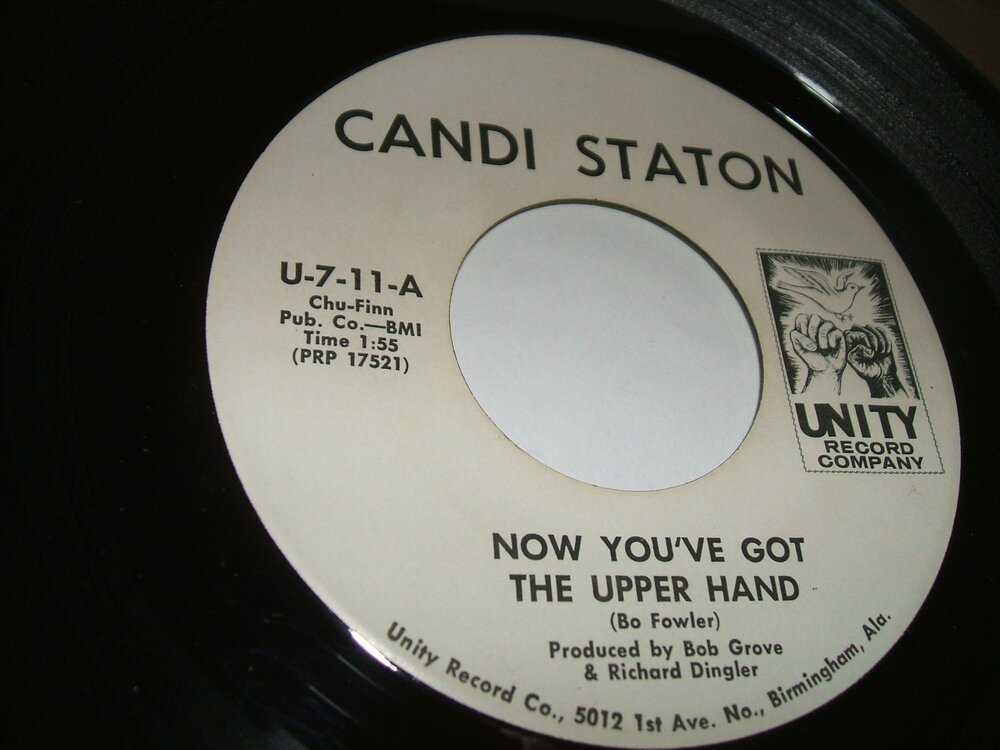 CANDI STATON
U-7-11-A
Chu-Finn
Pub. Co.—BMI
Time 1:55
(PRP 17521)
UNITY
RECORD
COMPANY
NOW YOU'VE GOT
THE UPPER HAND
(Bo Fowler)
Produced by Bob Grove
& Richard Dingler
Unity Record Co., 5012 1st Ave. No., Birmingham, Ala.